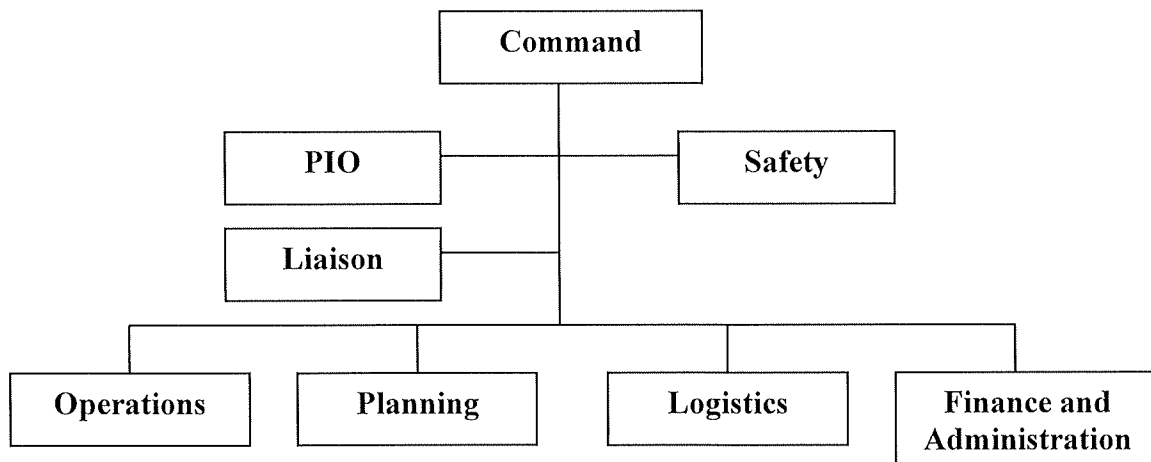 Command
PIO
Safety
Liaison
Operations
Planning
Logistics
Finance and
Administration